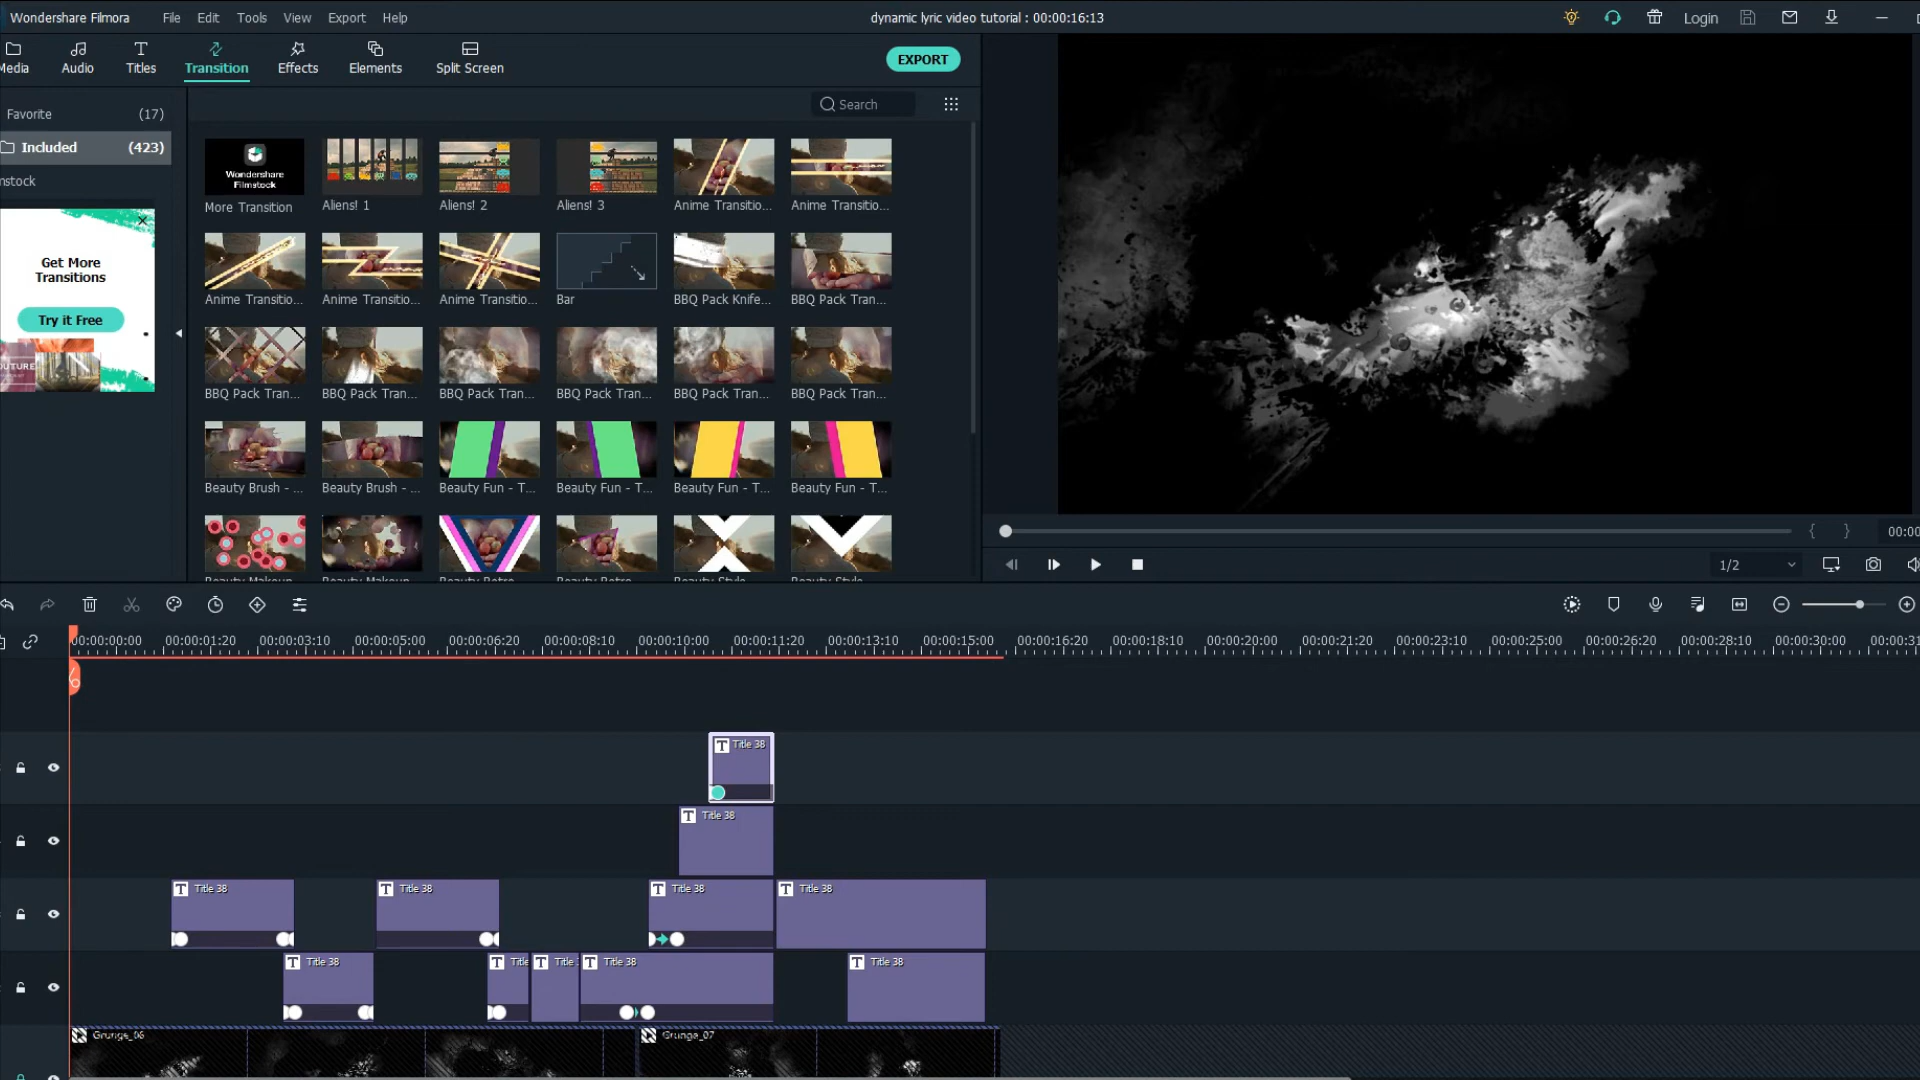 Wondershare Filmora File Edit Tools View Export Help dynamic lyric video tutorial : 00:00:16:13 Login
Media Audio Titles Transition Effects Elements Split Screen EXPORT
Favorite (17)
Included (423)
mstock
Search
Get More
Transitions
Try it Free
OUTURE
Wondershare
Filmstock
More Transition Aliens! 1 Aliens! 2 Aliens! 3 Anime Transitio... Anime Transitio...
Anime Transitio... Anime Transitio... Anime Transitio... Bar BBQ Pack Knife... BBQ Pack Tran...
BBQ Pack Tran... BBQ Pack Tran... BBQ Pack Tran... BBQ Pack Tran... BBQ Pack Tran... BBQ Pack Tran...
Beauty Brush - ... Beauty Brush - ... Beauty Fun - T... Beauty Fun - T... Beauty Fun - T... Beauty Fun - T...
Beauty Makeup Beauty Makeup Beauty Retro Beauty Retro Beauty Style Beauty Style
{ } 00:00
1/2
00:00:00:00 00:00:01:20 00:00:03:10 00:00:05:00 00:00:06:20 00:00:08:10 00:00:10:00 00:00:11:20 00:00:13:10 00:00:15:00 00:00:16:20 00:00:18:10 00:00:20:00 00:00:21:20 00:00:23:10 00:00:25:00 00:00:26:20 00:00:28:10 00:00:30:00 00:00:31
T Title 38
T Title 38
T Title 38 T Title 38 T Title 38 T Title 38
T Title 38 T Title T Title T Title 38 T Title 38
Grunge_06 Grunge_07